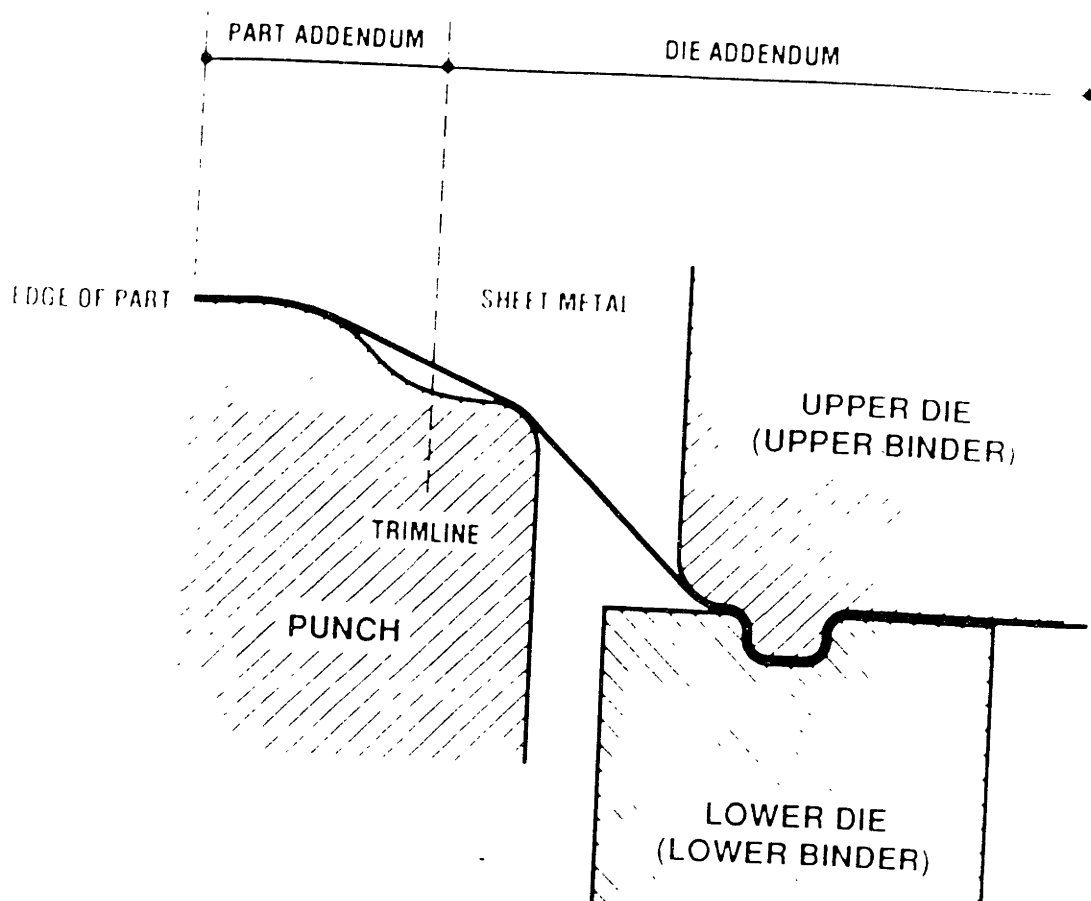 PART ADDENDUM
DIE ADDENDUM
EDGE OF PART
SHEET METAL
UPPER DIE
(UPPER BINDER)
TRIMLINE
PUNCH
LOWER DIE
(LOWER BINDER)